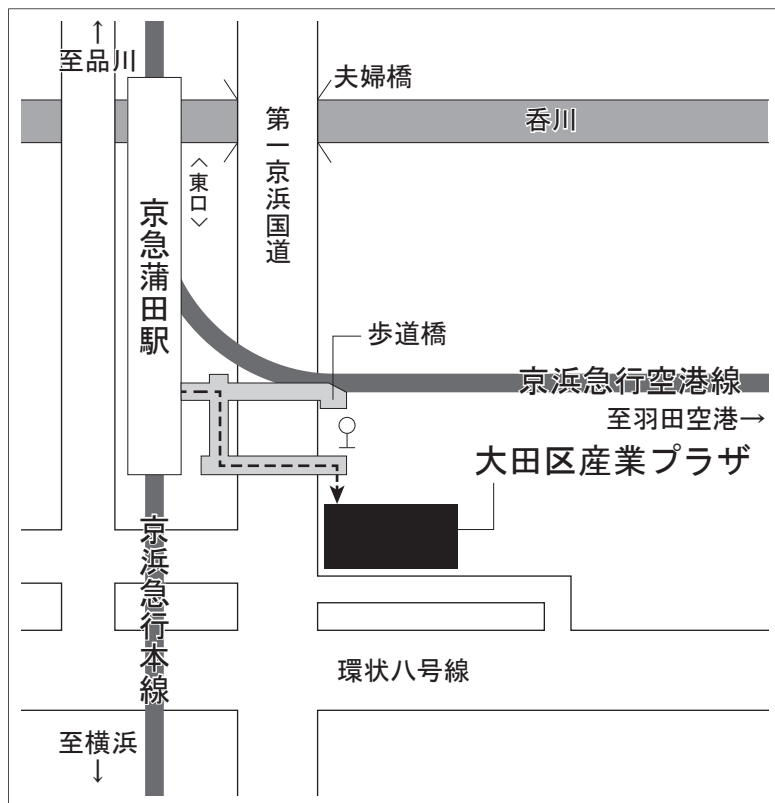 ↑
至品川
夫婦橋
呑川
第一京浜国道
〈東口〉
京急蒲田駅
歩道橋
京浜急行空港線
至羽田空港→
大田区産業プラザ
京浜急行本線
環状八号線
至横浜
↓